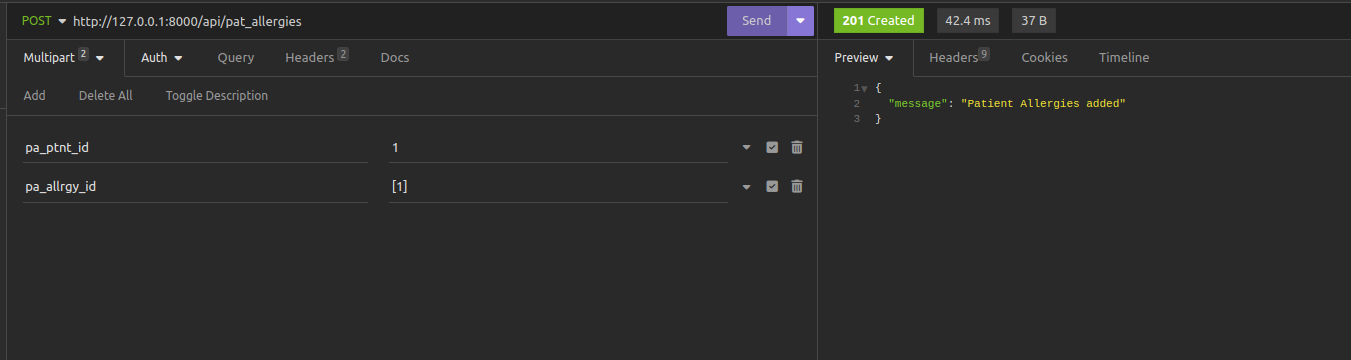 POST http://127.0.0.1:8000/api/pat_allergies Send 201 Created 42.4 ms 37 B
Multipart 2 Auth Query Headers 2 Docs Preview Headers 9 Cookies Timeline
Add Delete All Toggle Description
1 {
2 "message": "Patient Allergies added"
3 }
pa_ptnt_id 1
pa_allrgy_id [1]